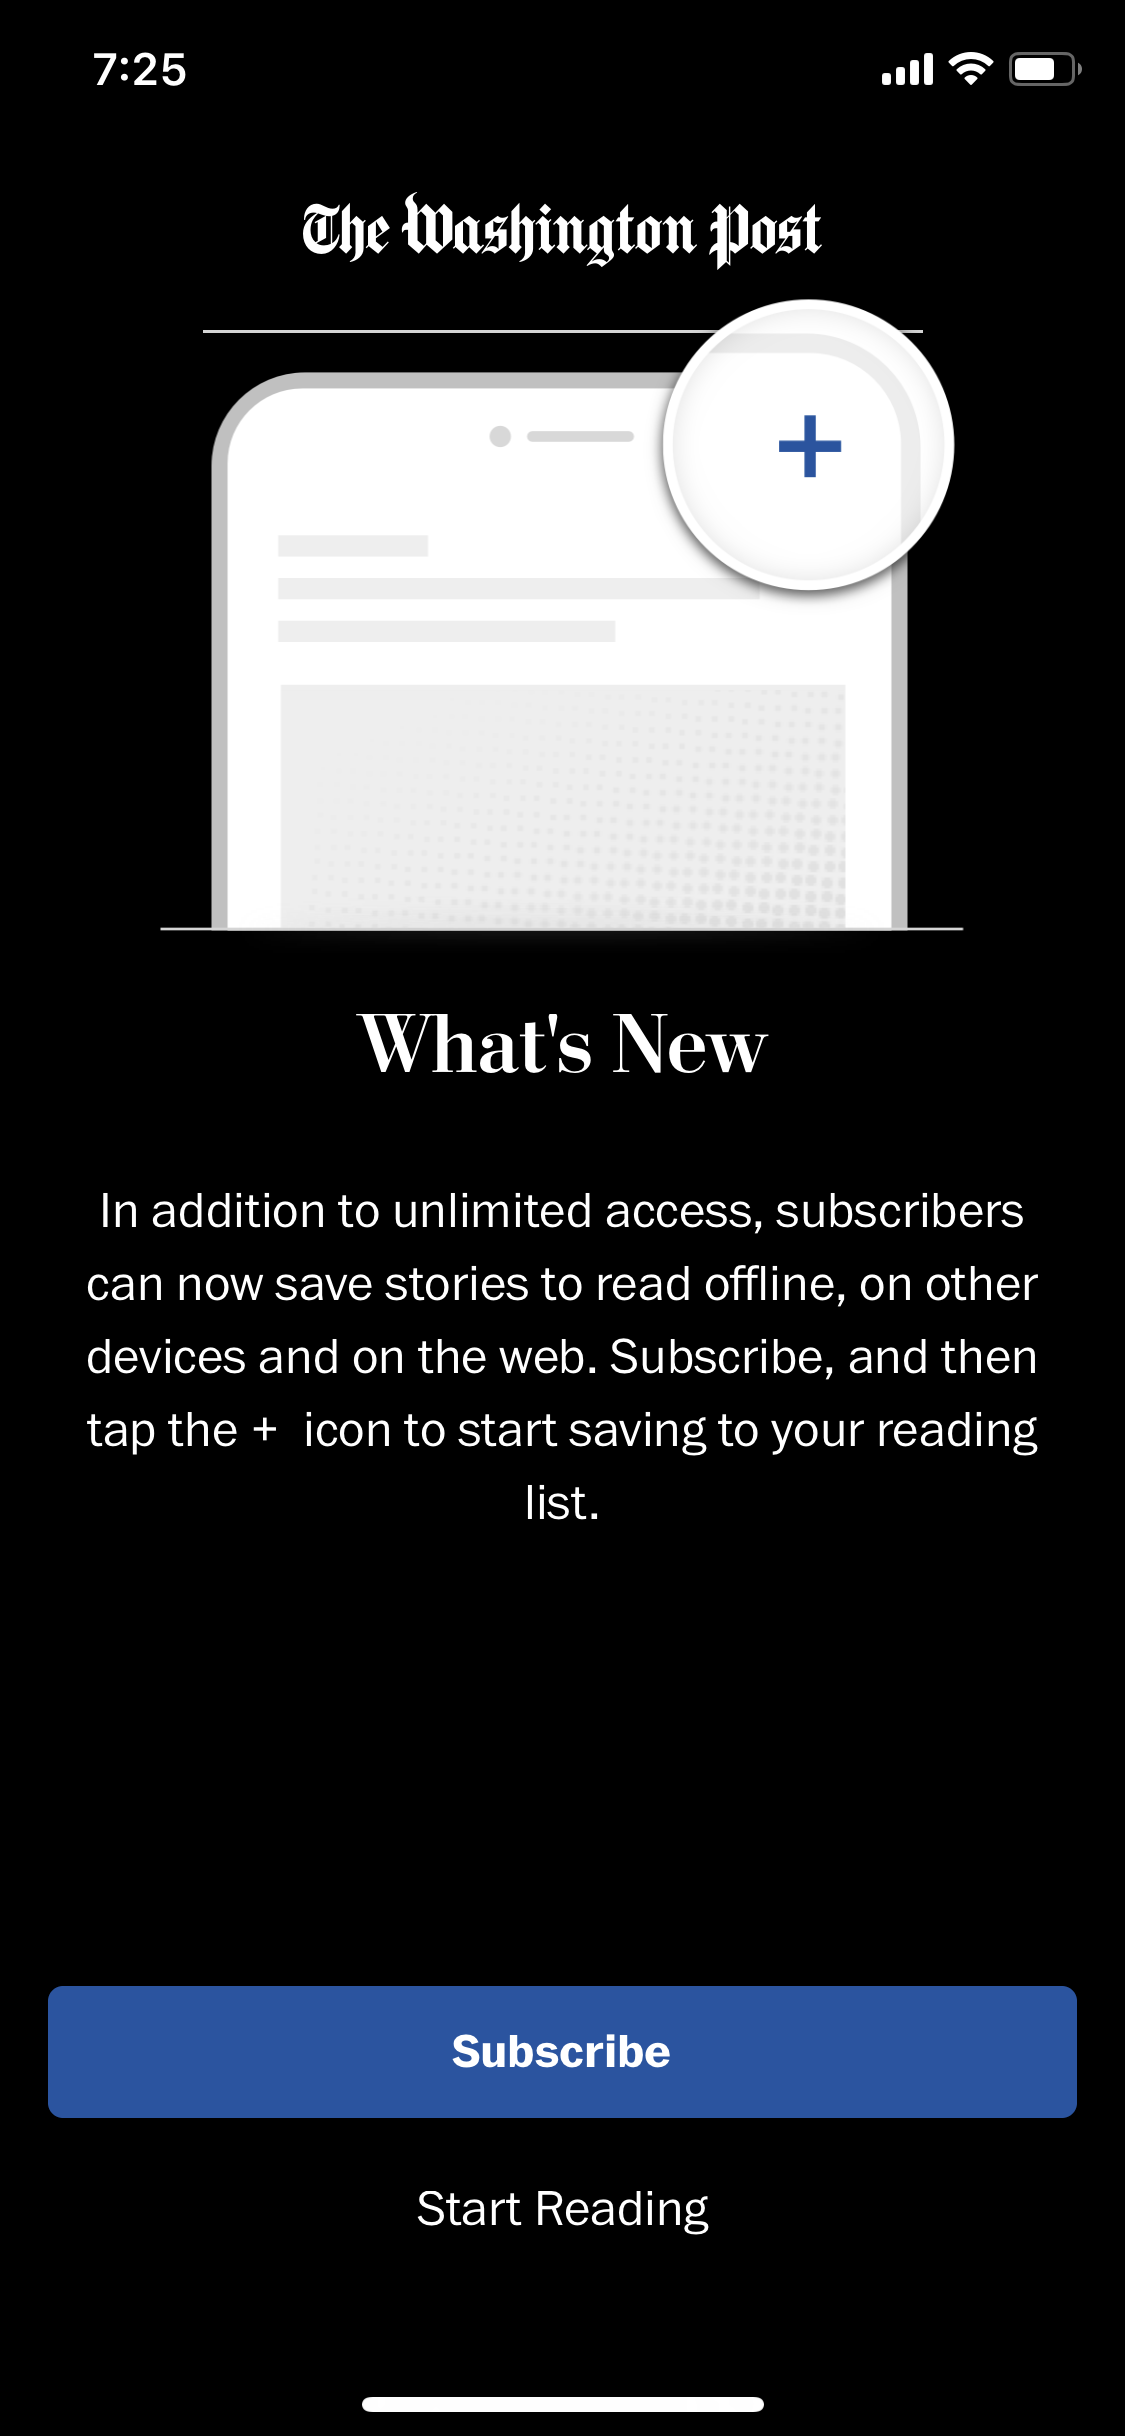 7:25
The Washington Post
+
What's New
In addition to unlimited access, subscribers
can now save stories to read offline, on other
devices and on the web. Subscribe, and then
tap the +  icon to start saving to your reading
list.
Subscribe
Start Reading